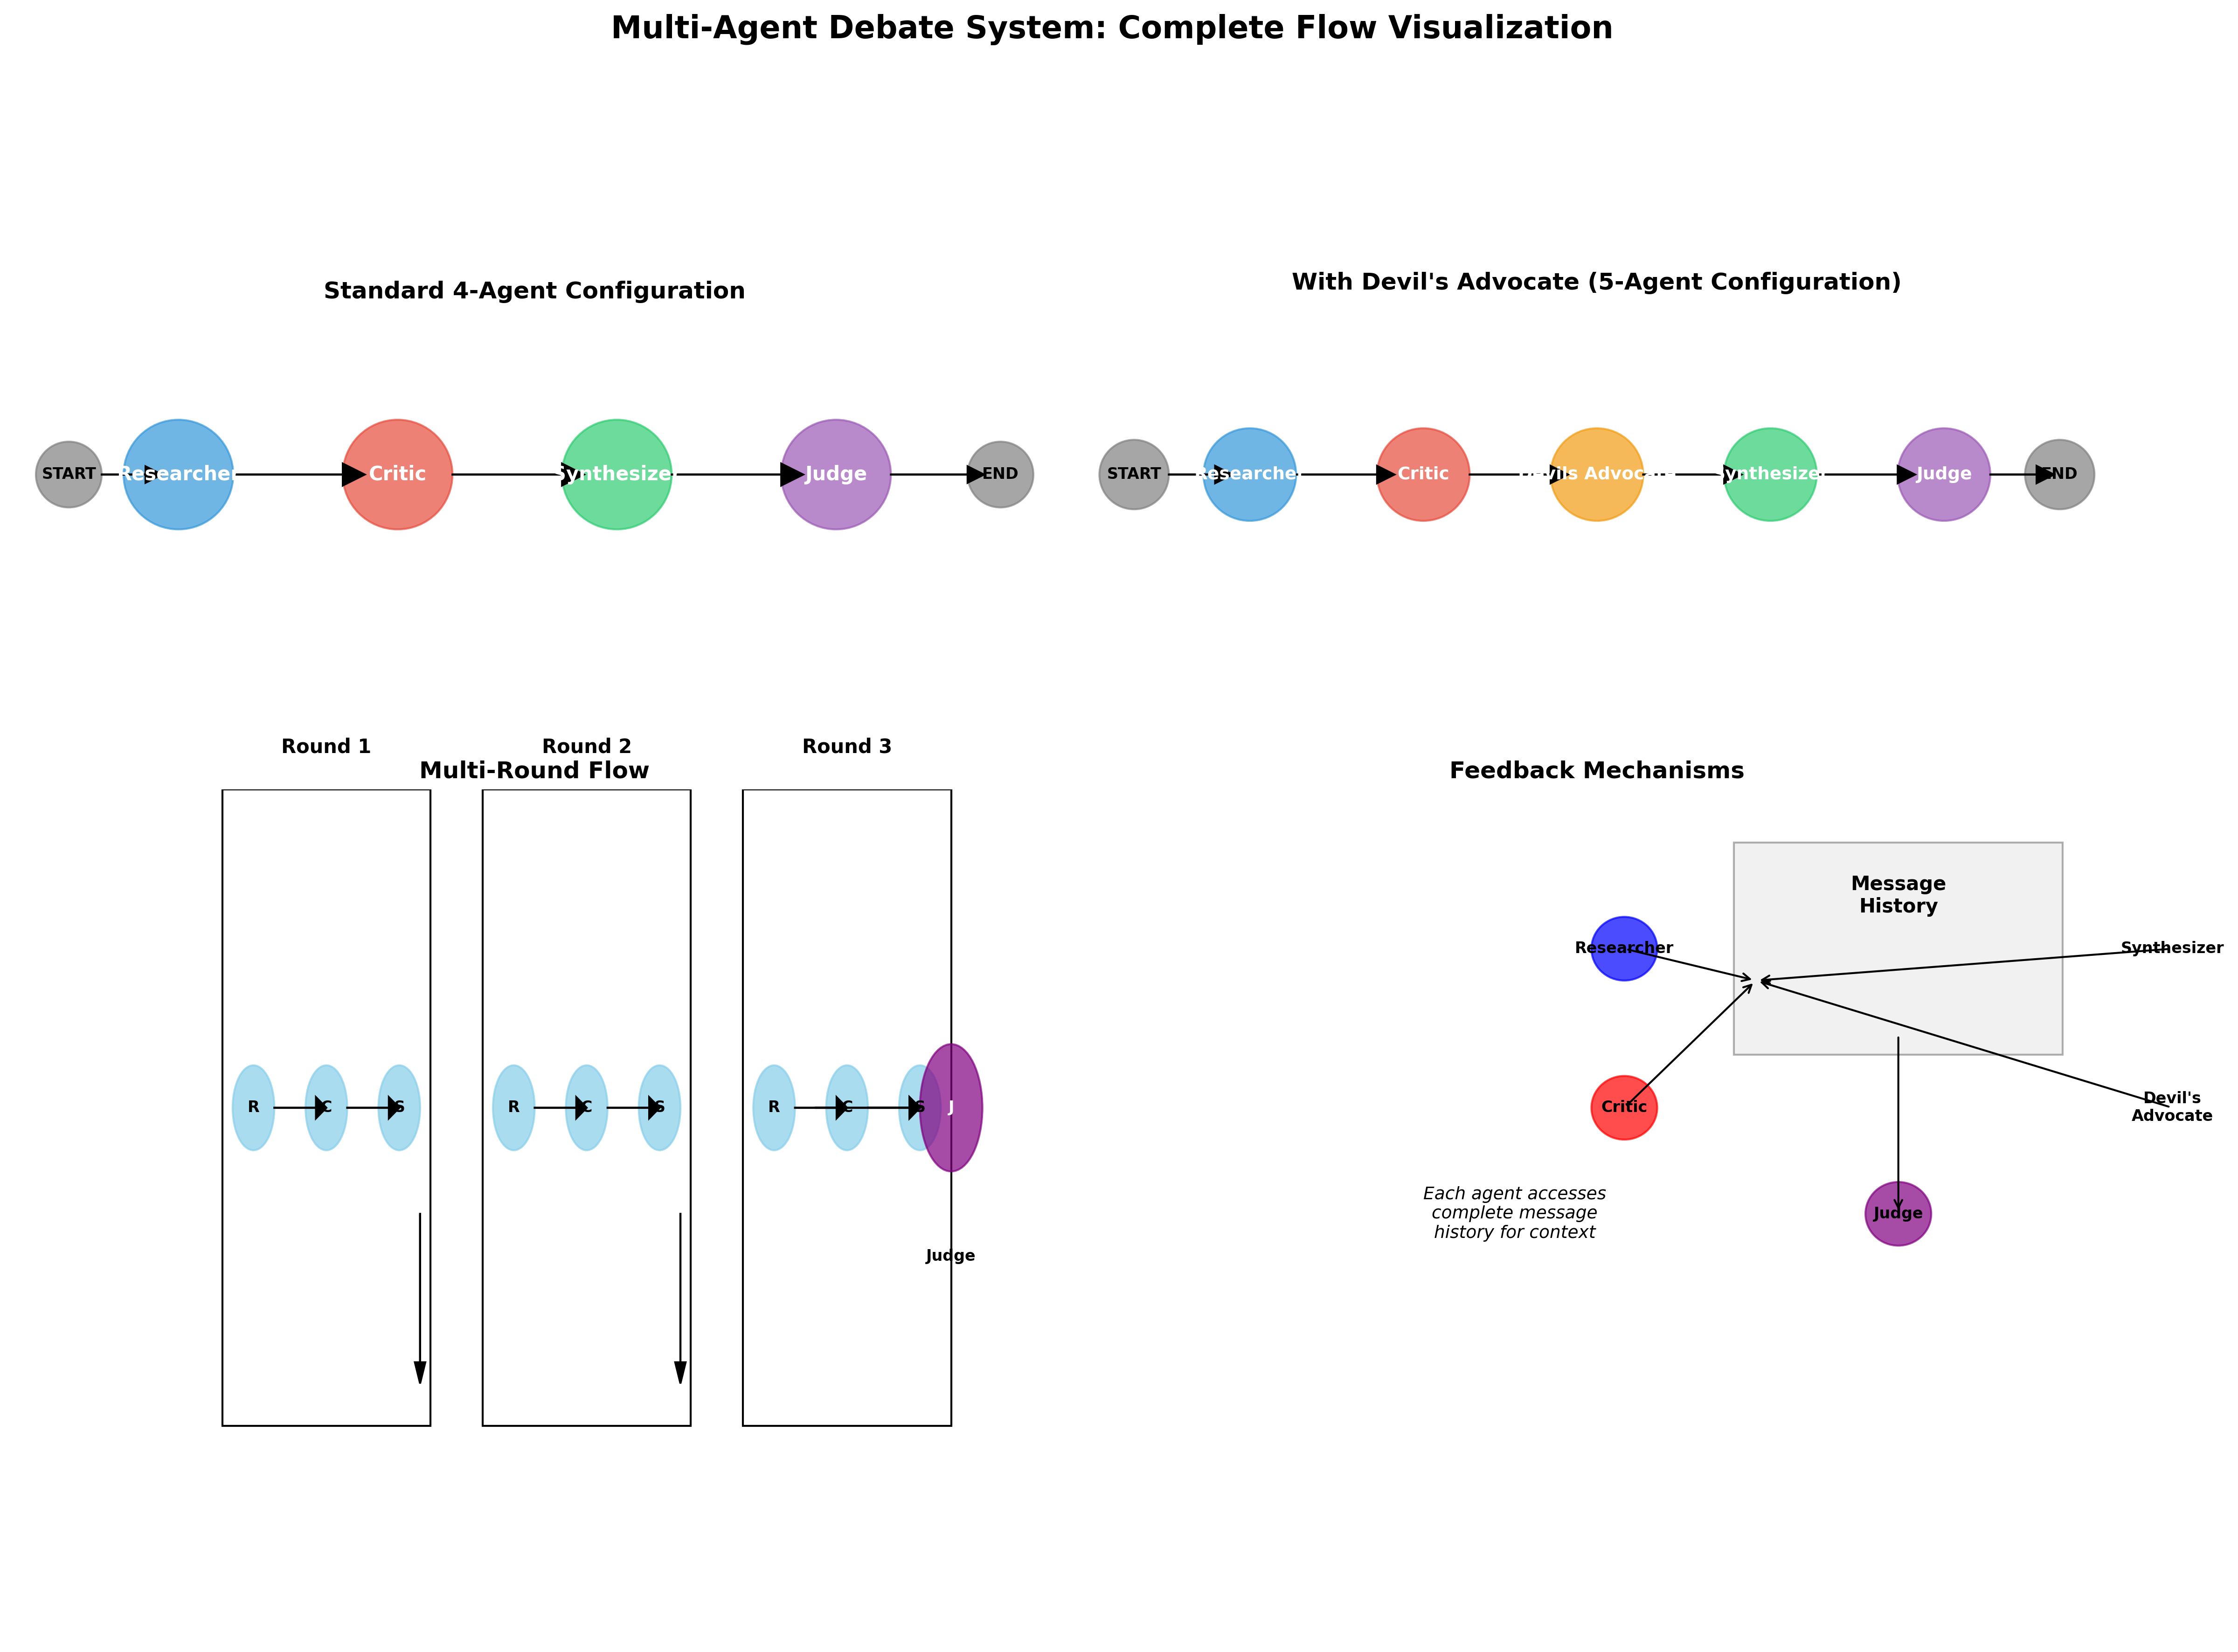 Multi-Agent Debate System: Complete Flow Visualization
Standard 4-Agent Configuration
START
Researcher
Critic
Synthesizer
Judge
END
With Devil's Advocate (5-Agent Configuration)
START
Researcher
Critic
Devils Advocate
Synthesizer
Judge
END
Round 1
Round 2
Round 3
Multi-Round Flow
R
C
S
R
C
S
R
C
S
J
Judge
Feedback Mechanisms
Message
History
Researcher
Synthesizer
Critic
Devil's
Advocate
Each agent accesses
complete message
history for context
Judge